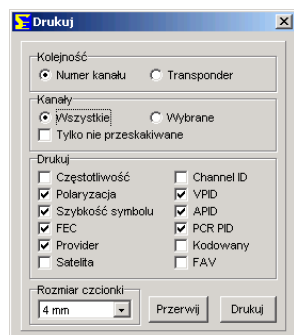 Drukuj
Kolejność
Numer kanału Transponder
Kanały
Wszystkie Wybrane
Tylko nie przeskakiwane
Drukuj
Częstotliwość Channel ID
Polaryzacja VPID
Szybkość symbolu APID
FEC PCR PID
Provider Kodowany
Satelita FAV
Rozmiar czcionki
4 mm Przerwij Drukuj